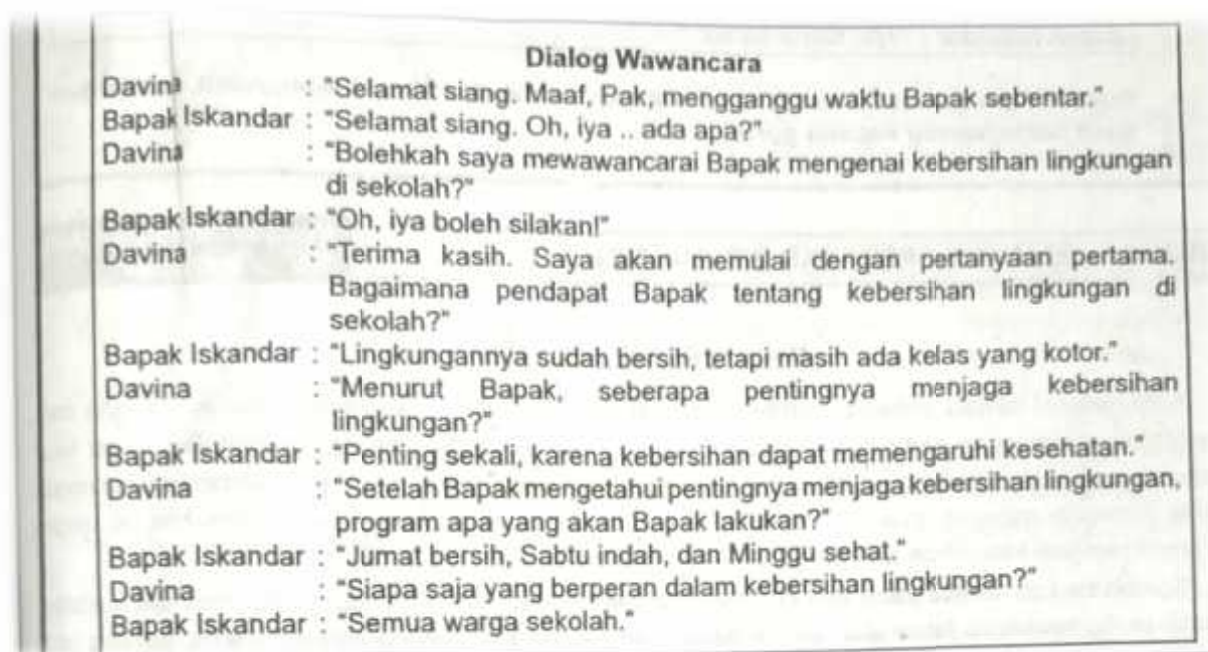 Dialog Wawancara
Davina : "Selamat siang. Maaf, Pak, mengganggu waktu Bapak sebentar."
Bapak Iskandar : "Selamat siang. Oh, iya .. ada apa?"
Davina : "Bolehkah saya mewawancarai Bapak mengenai kebersihan lingkungan
di sekolah?"
Bapak Iskandar : "Oh, iya boleh silakan!"
Davina : "Terima kasih. Saya akan memulai dengan pertanyaan pertama.
Bagaimana pendapat Bapak tentang kebersihan lingkungan di
sekolah?"
Bapak Iskandar : "Lingkungannya sudah bersih, tetapi masih ada kelas yang kotor."
Davina : "Menurut Bapak, seberapa pentingnya menjaga kebersihan
lingkungan?"
Bapak Iskandar : "Penting sekali, karena kebersihan dapat memengaruhi kesehatan."
Davina : "Setelah Bapak mengetahui pentingnya menjaga kebersihan lingkungan,
program apa yang akan Bapak lakukan?"
Bapak Iskandar : "Jumat bersih, Sabtu indah, dan Minggu sehat."
Davina : "Siapa saja yang berperan dalam kebersihan lingkungan?"
Bapak Iskandar : "Semua warga sekolah."